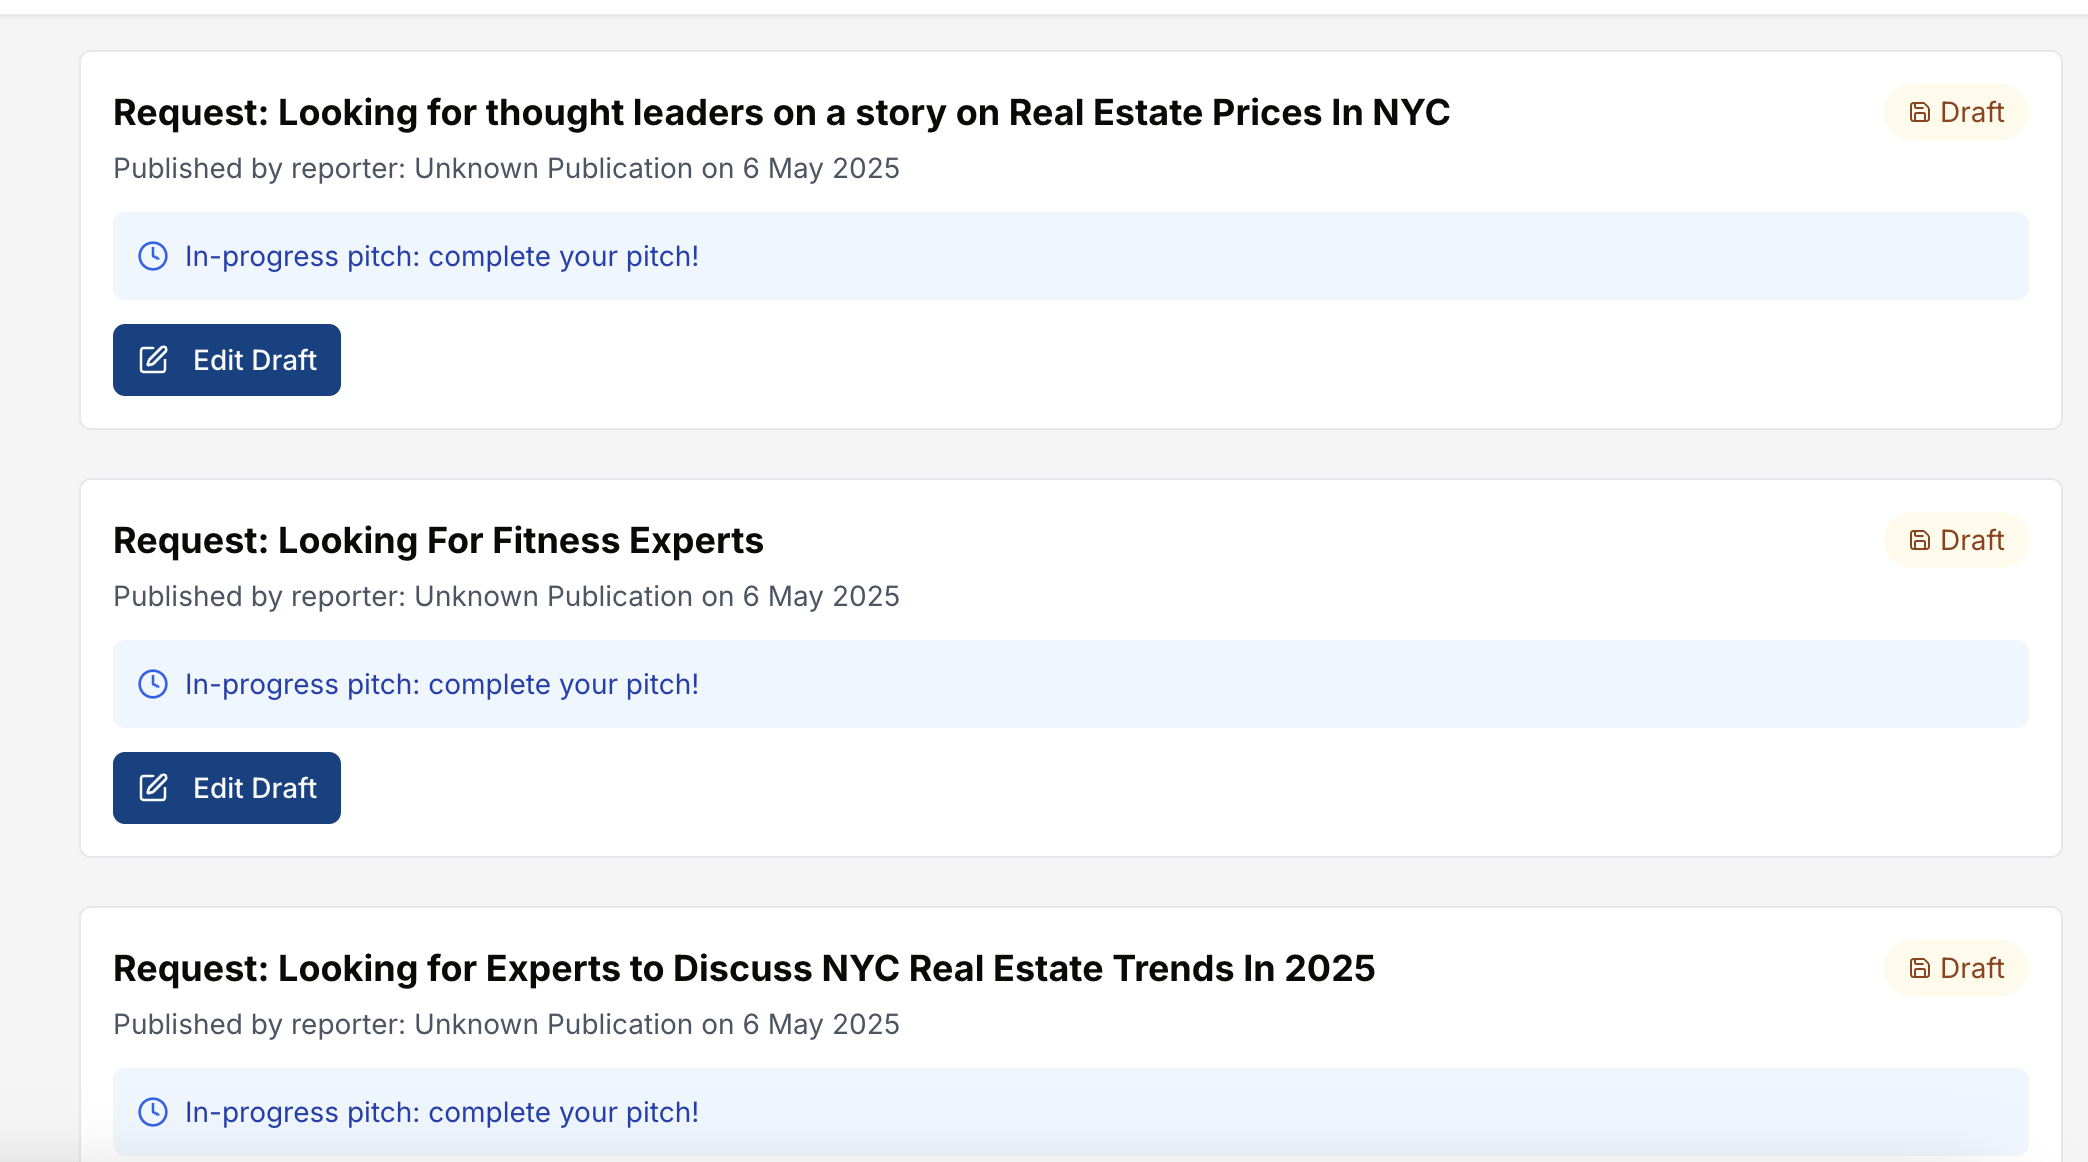 Request: Looking for thought leaders on a story on Real Estate Prices In NYC
Draft
Published by reporter: Unknown Publication on 6 May 2025
In-progress pitch: complete your pitch!
Edit Draft
Request: Looking For Fitness Experts
Draft
Published by reporter: Unknown Publication on 6 May 2025
In-progress pitch: complete your pitch!
Edit Draft
Request: Looking for Experts to Discuss NYC Real Estate Trends In 2025
Draft
Published by reporter: Unknown Publication on 6 May 2025
In-progress pitch: complete your pitch!